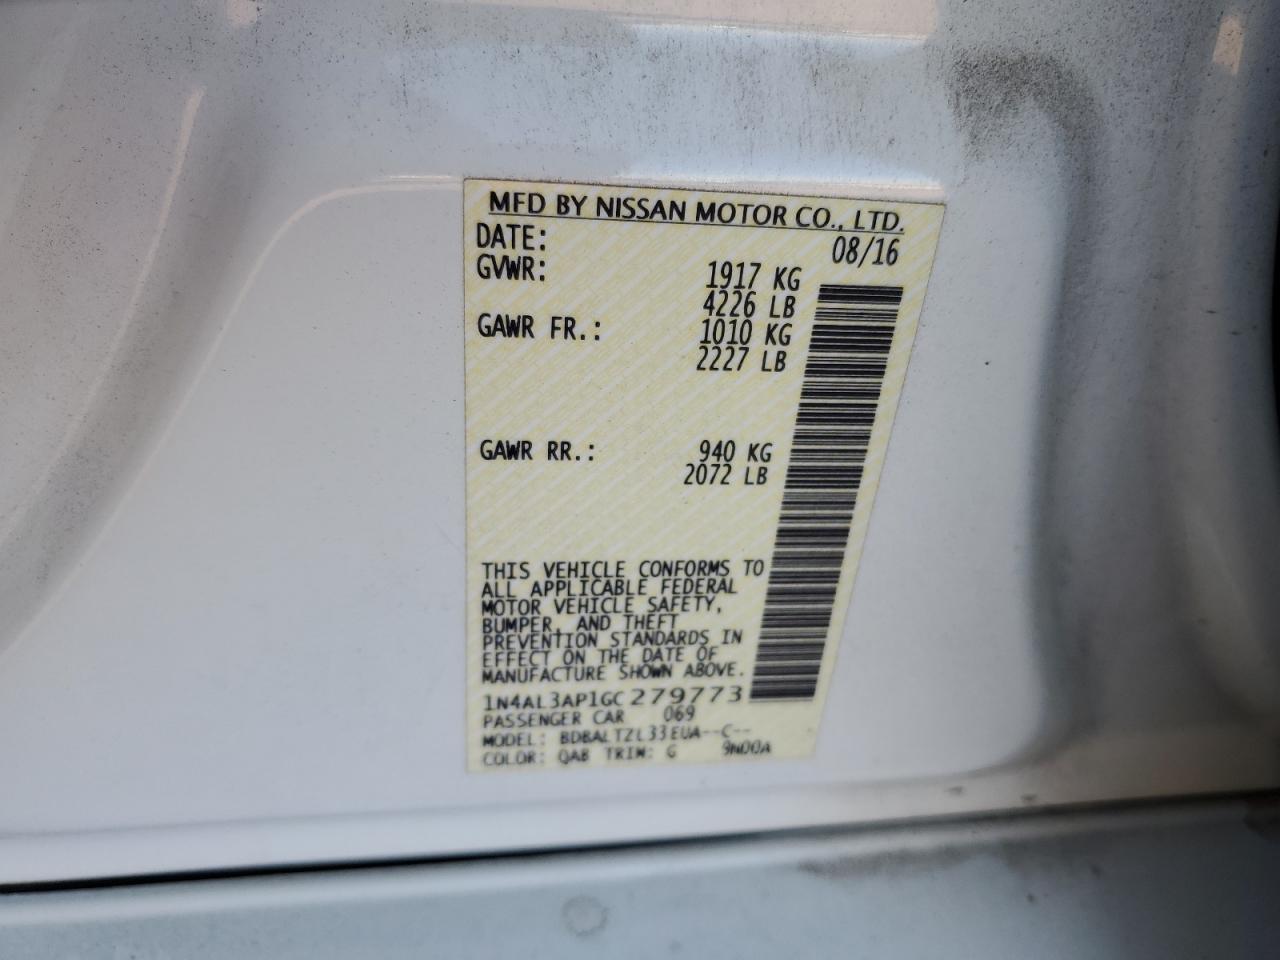 MFD BY NISSAN MOTOR CO., LTD.
DATE: 08/16
GVWR: 1917 KG
4226 LB
GAWR FR.: 1010 KG
2227 LB
GAWR RR.: 940 KG
2072 LB
THIS VEHICLE CONFORMS TO
ALL APPLICABLE FEDERAL
MOTOR VEHICLE SAFETY,
BUMPER, AND THEFT
PREVENTION STANDARDS IN
EFFECT ON THE DATE OF
MANUFACTURE SHOWN ABOVE.
1N4AL3AP1GC279773
PASSENGER CAR 069
MODEL: BDBALTZL33EUA--C--
COLOR: QAB TRIM: G 9N00A